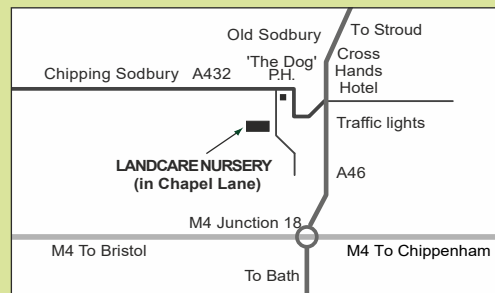 Old Sodbury
To Stroud
'The Dog'
P.H.
Cross
Hands
Hotel
Chipping Sodbury A432
Traffic lights
LANDCARE NURSERY
(in Chapel Lane)
A46
M4 Junction 18
M4 To Bristol
M4 To Chippenham
To Bath